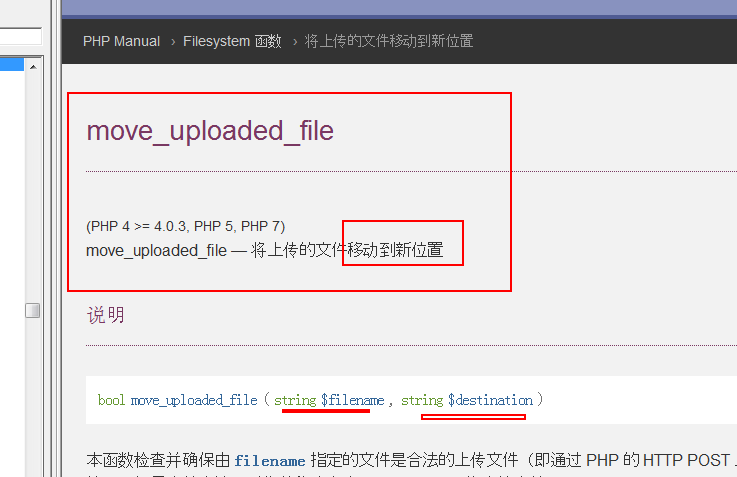 PHP Manual › Filesystem 函数 › 将上传的文件移动到新位置
move_uploaded_file
(PHP 4 >= 4.0.3, PHP 5, PHP 7)
move_uploaded_file — 将上传的文件移动到新位置
说明
bool move_uploaded_file ( string $filename , string $destination )
本函数检查并确保由 filename 指定的文件是合法的上传文件（即通过 PHP 的 HTTP POST